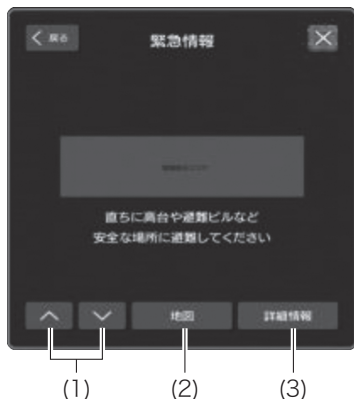 戻る
緊急情報
直ちに高台や避難ビルなど
安全な場所に避難してください
地図
詳細情報
(1)
(2)
(3)